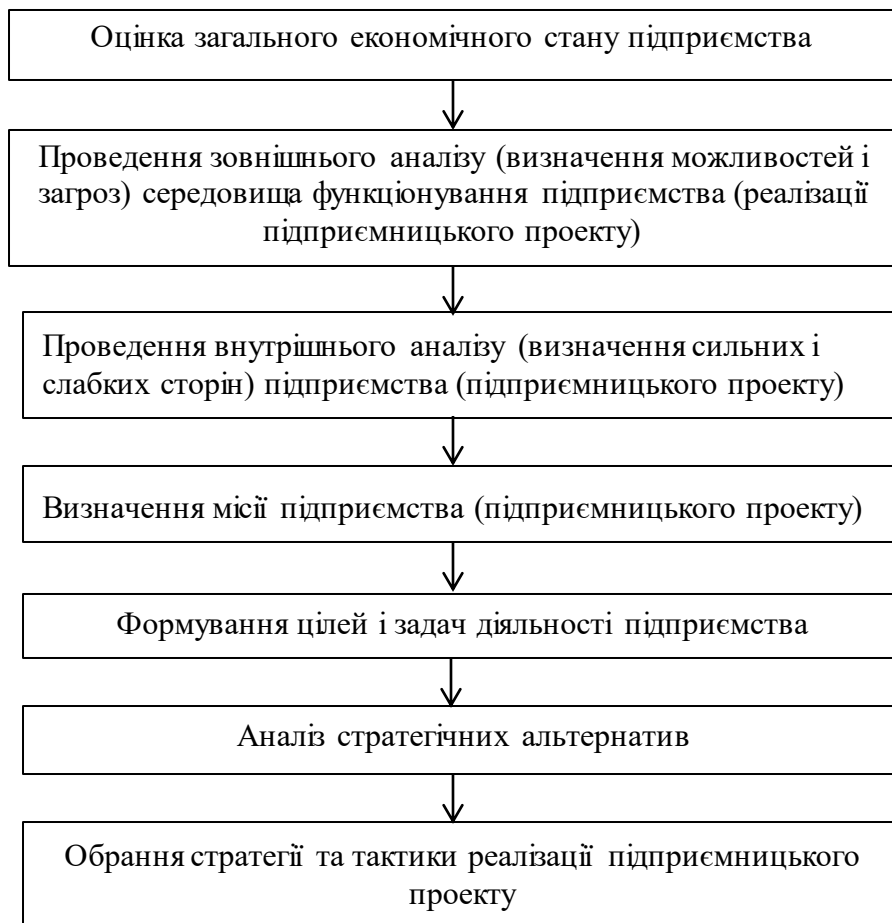 Оцінка загального економічного стану підприємства
Проведення зовнішнього аналізу (визначення можливостей і
загроз) середовища функціонування підприємства (реалізації
підприємницького проекту)
Проведення внутрішнього аналізу (визначення сильних і
слабких сторін) підприємства (підприємницького проекту)
Визначення місії підприємства (підприємницького проекту)
Формування цілей і задач діяльності підприємства
Аналіз стратегічних альтернатив
Обрання стратегії та тактики реалізації підприємницького
проекту